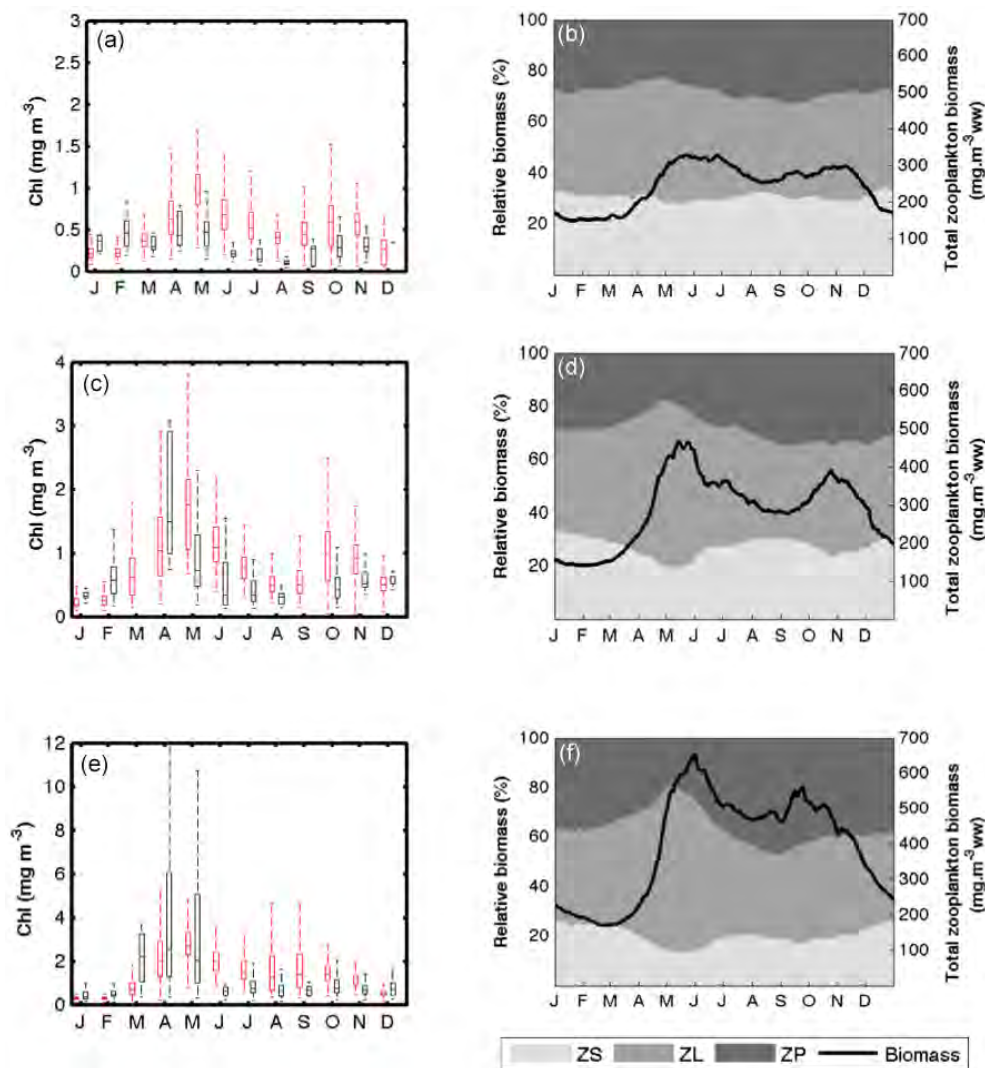 (a)
Chl (mg m -3)
3
2.5
2
1.5
1
0.5
0
J F M A M J J A S O N D
(b)
Relative biomass (%)
100
80
60
40
20
Total zooplankton biomass
(mg.m-3ww)
700
600
500
400
300
200
100
J F M A M J J A S O N D
(c)
Chl (mg m -3)
4
3
2
1
0
J F M A M J J A S O N D
(d)
Relative biomass (%)
100
80
60
40
20
Total zooplankton biomass
(mg.m-3ww)
700
600
500
400
300
200
100
J F M A M J J A S O N D
(e)
Chl (mg m -3)
12
10
8
6
4
2
0
J F M A M J J A S O N D
(f)
Relative biomass (%)
100
80
60
40
20
Total zooplankton biomass
(mg.m-3ww)
700
600
500
400
300
200
100
J F M A M J J A S O N D
ZS ZL ZP Biomass